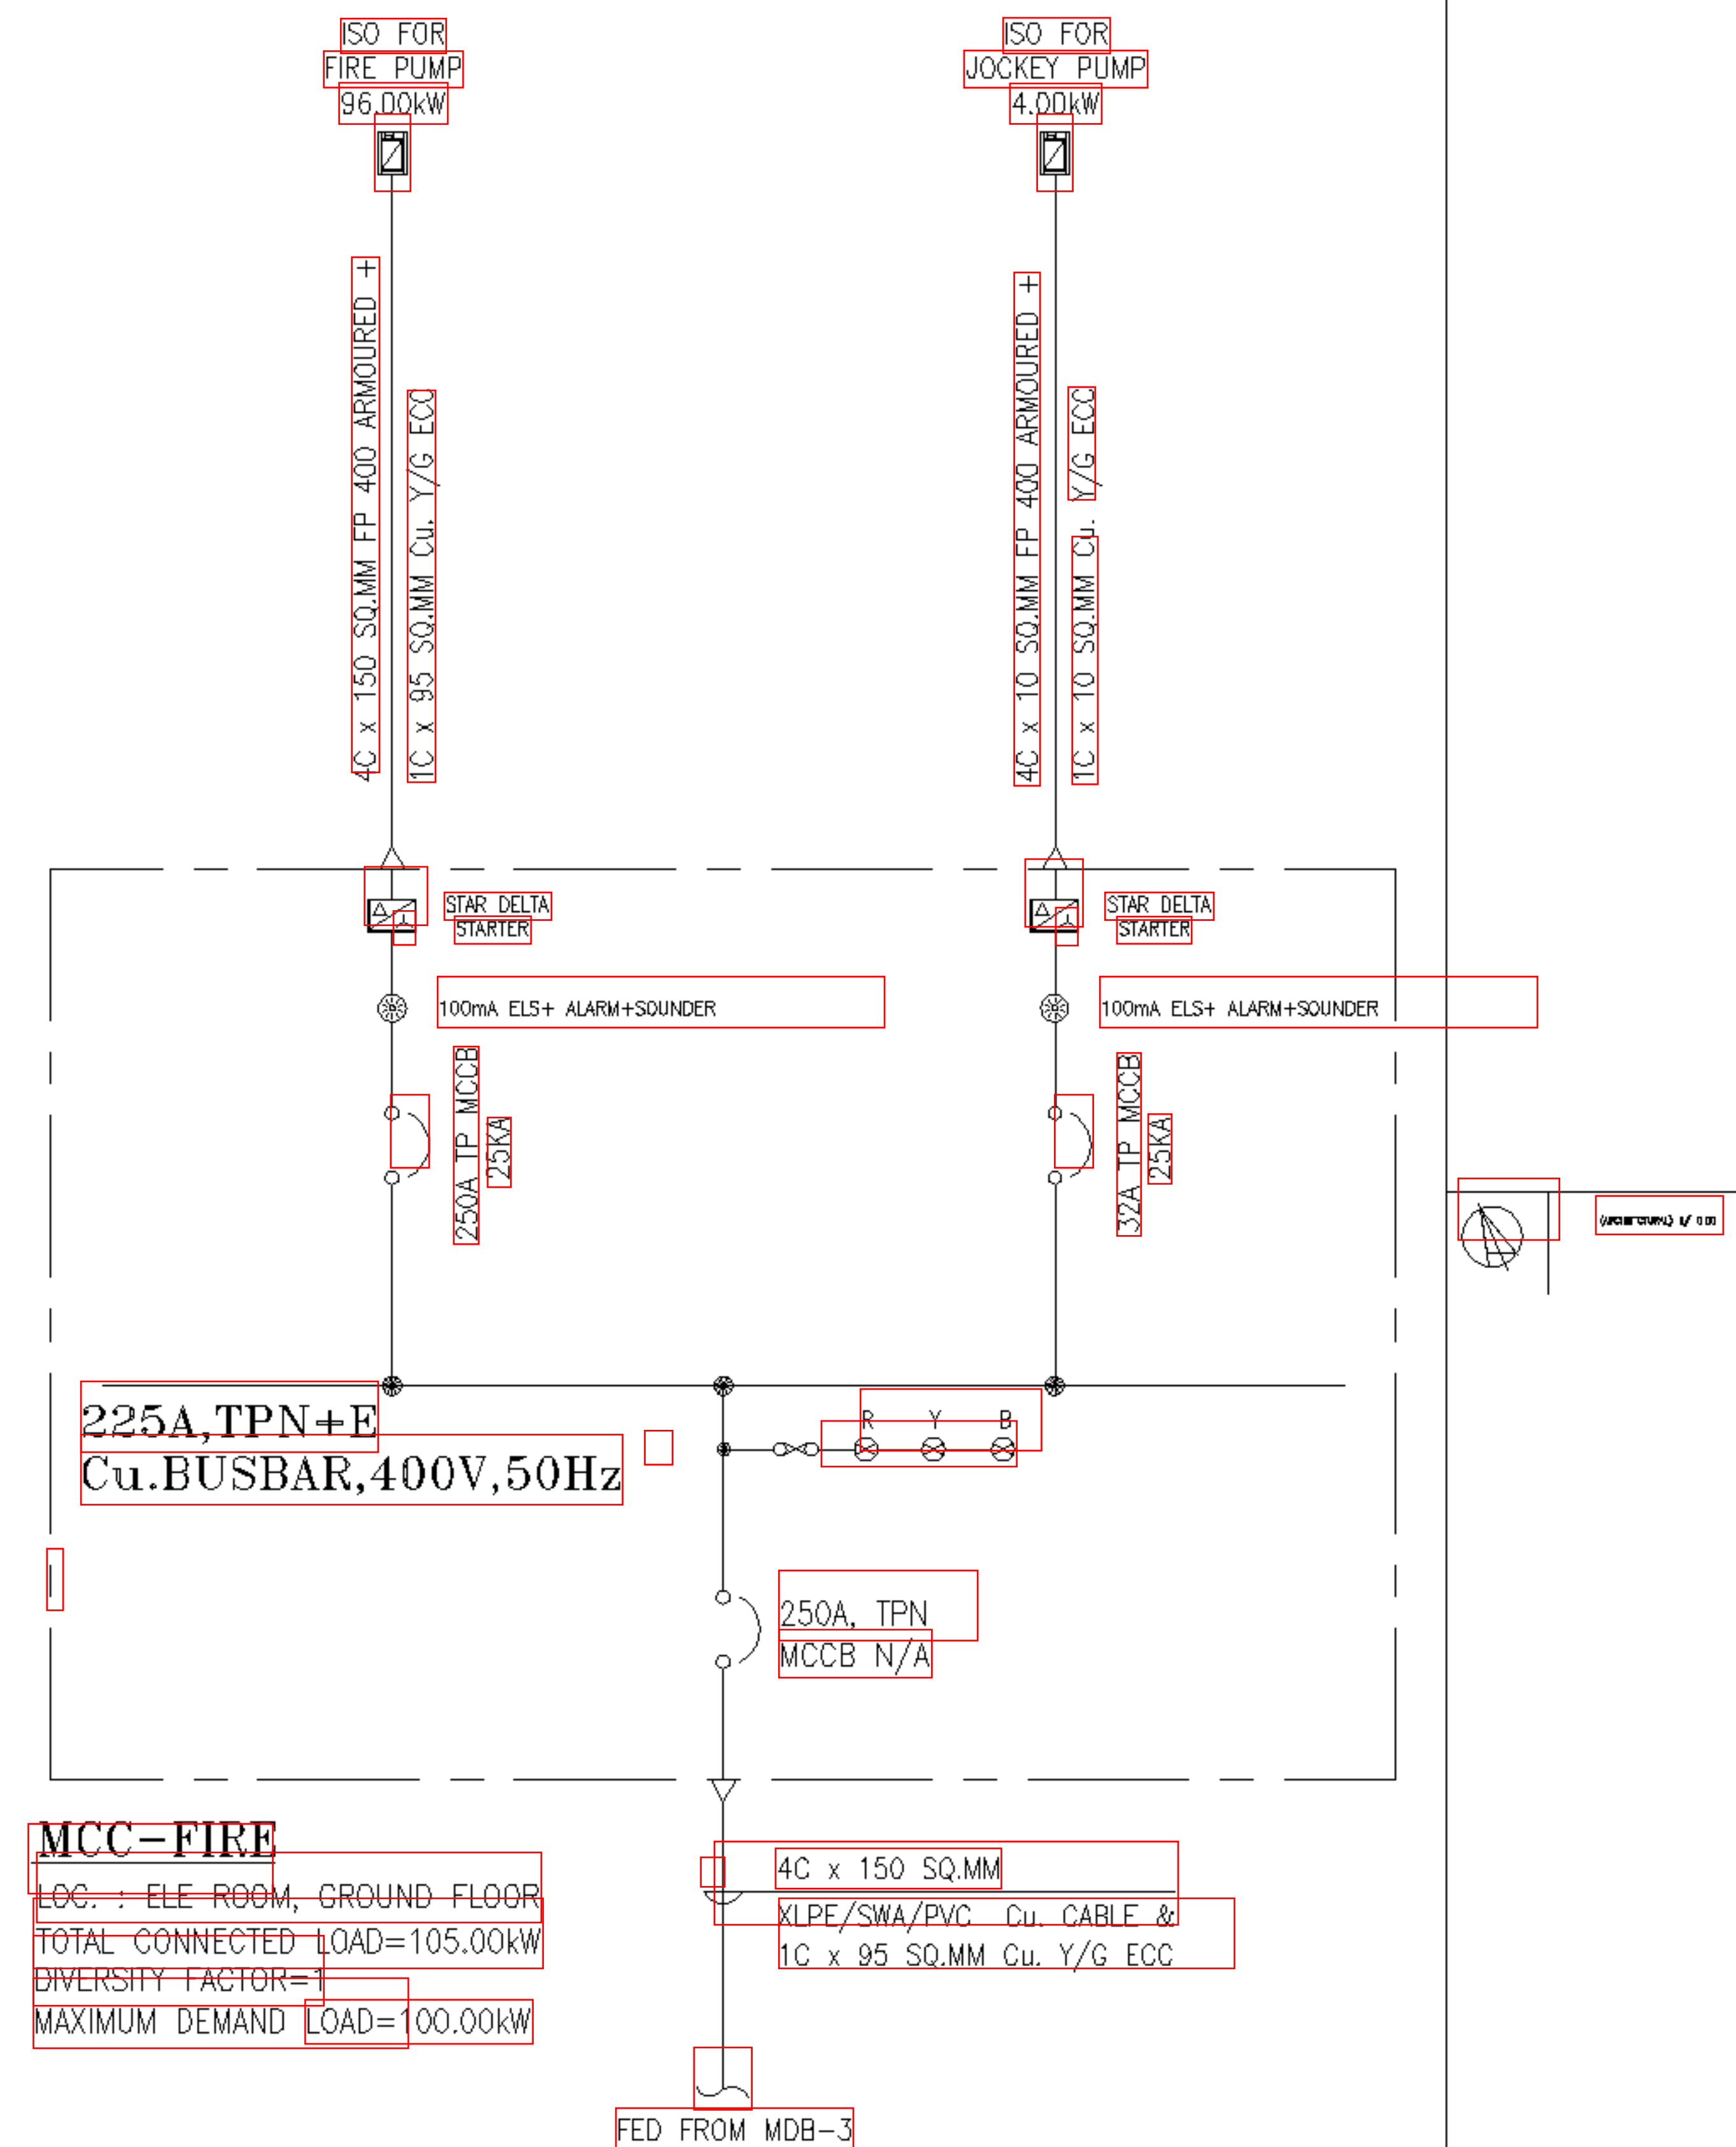 ISO FOR
FIRE PUMP
96.00kW
ISO FOR
JOCKEY PUMP
4.00kW
4C x 150 SQ.MM FP 400 ARMOURED +
1C x 95 SQ.MM Cu. Y/G ECC
4C x 10 SQ.MM FP 400 ARMOURED +
1C x 10 SQ.MM Cu. Y/G ECC
STAR DELTA
STARTER
STAR DELTA
STARTER
100mA ELS+ ALARM+SOUNDER
100mA ELS+ ALARM+SOUNDER
250A TP MCCB
25KA
32A TP MCCB
25KA
225A,TPN+E
Cu.BUSBAR,400V,50Hz
R Y B
250A, TPN
MCCB N/A
MCC-FIRE
LOC. : ELE ROOM, GROUND FLOOR
TOTAL CONNECTED LOAD=105.00kW
DIVERSITY FACTOR=1
MAXIMUM DEMAND LOAD=100.00kW
4C x 150 SQ.MM
XLPE/SWA/PVC Cu. CABLE &
1C x 95 SQ.MM Cu. Y/G ECC
FED FROM MDB-3